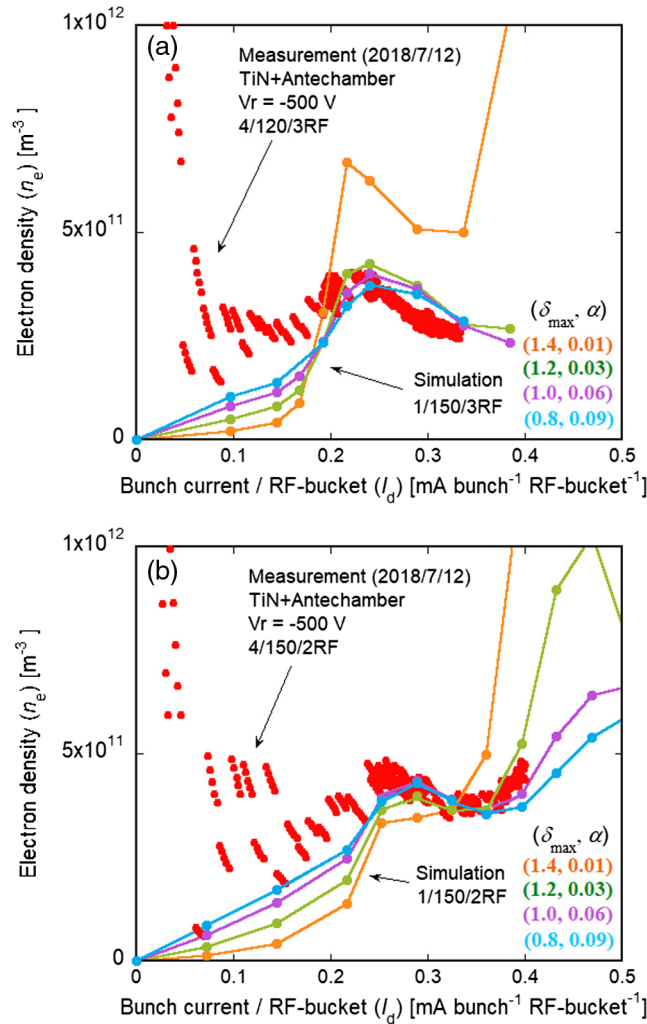 1x10¹²
(a)
Measurement (2018/7/12)
TiN+Antechamber
Vr = -500 V
4/120/3RF
Electron density (nₑ) [m⁻³ ]
5x10¹¹
(δmax, α)
(1.4, 0.01)
(1.2, 0.03)
(1.0, 0.06)
(0.8, 0.09)
Simulation
1/150/3RF
0
0 0.1 0.2 0.3 0.4 0.5
Bunch current / RF-bucket (I_d) [mA bunch⁻¹ RF-bucket⁻¹]
1x10¹²
(b)
Measurement (2018/7/12)
TiN+Antechamber
Vr = -500 V
4/150/2RF
Electron density (nₑ) [m⁻³ ]
5x10¹¹
(δmax, α)
(1.4, 0.01)
(1.2, 0.03)
(1.0, 0.06)
(0.8, 0.09)
Simulation
1/150/2RF
0
0 0.1 0.2 0.3 0.4 0.5
Bunch current / RF-bucket (I_d) [mA bunch⁻¹ RF-bucket⁻¹]